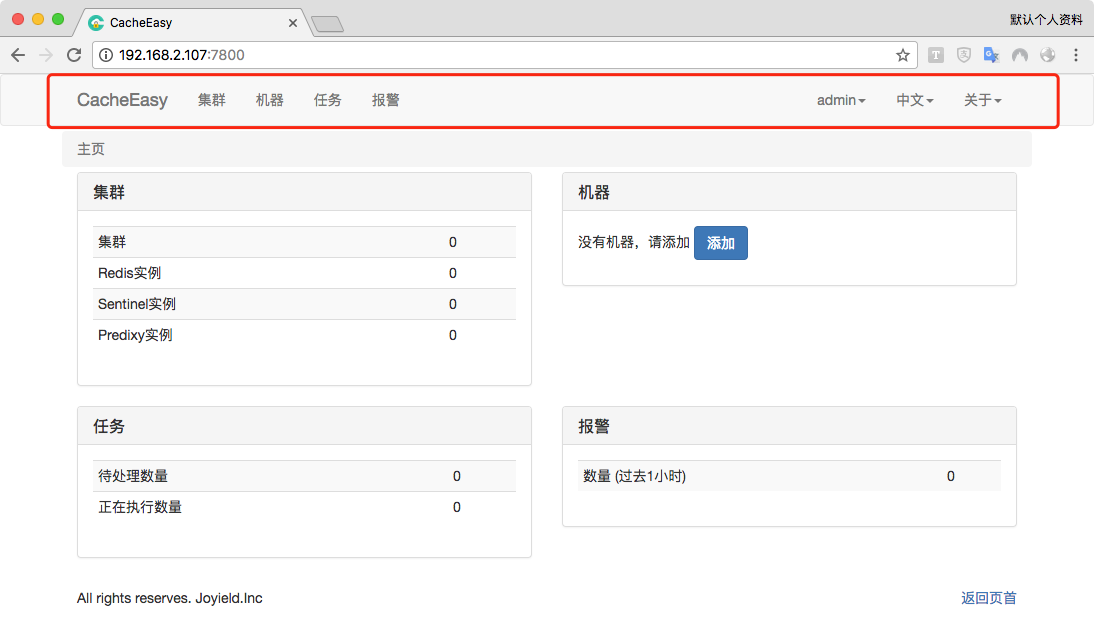 CacheEasy
默认个人资料
192.168.2.107:7800
CacheEasy 集群 机器 任务 报警 admin 中文 关于
主页
集群
集群 0
Redis实例 0
Sentinel实例 0
Predixy实例 0
机器
没有机器，请添加 添加
任务
待处理数量 0
正在执行数量 0
报警
数量 (过去1小时) 0
All rights reserves. Joyield.Inc 返回页首